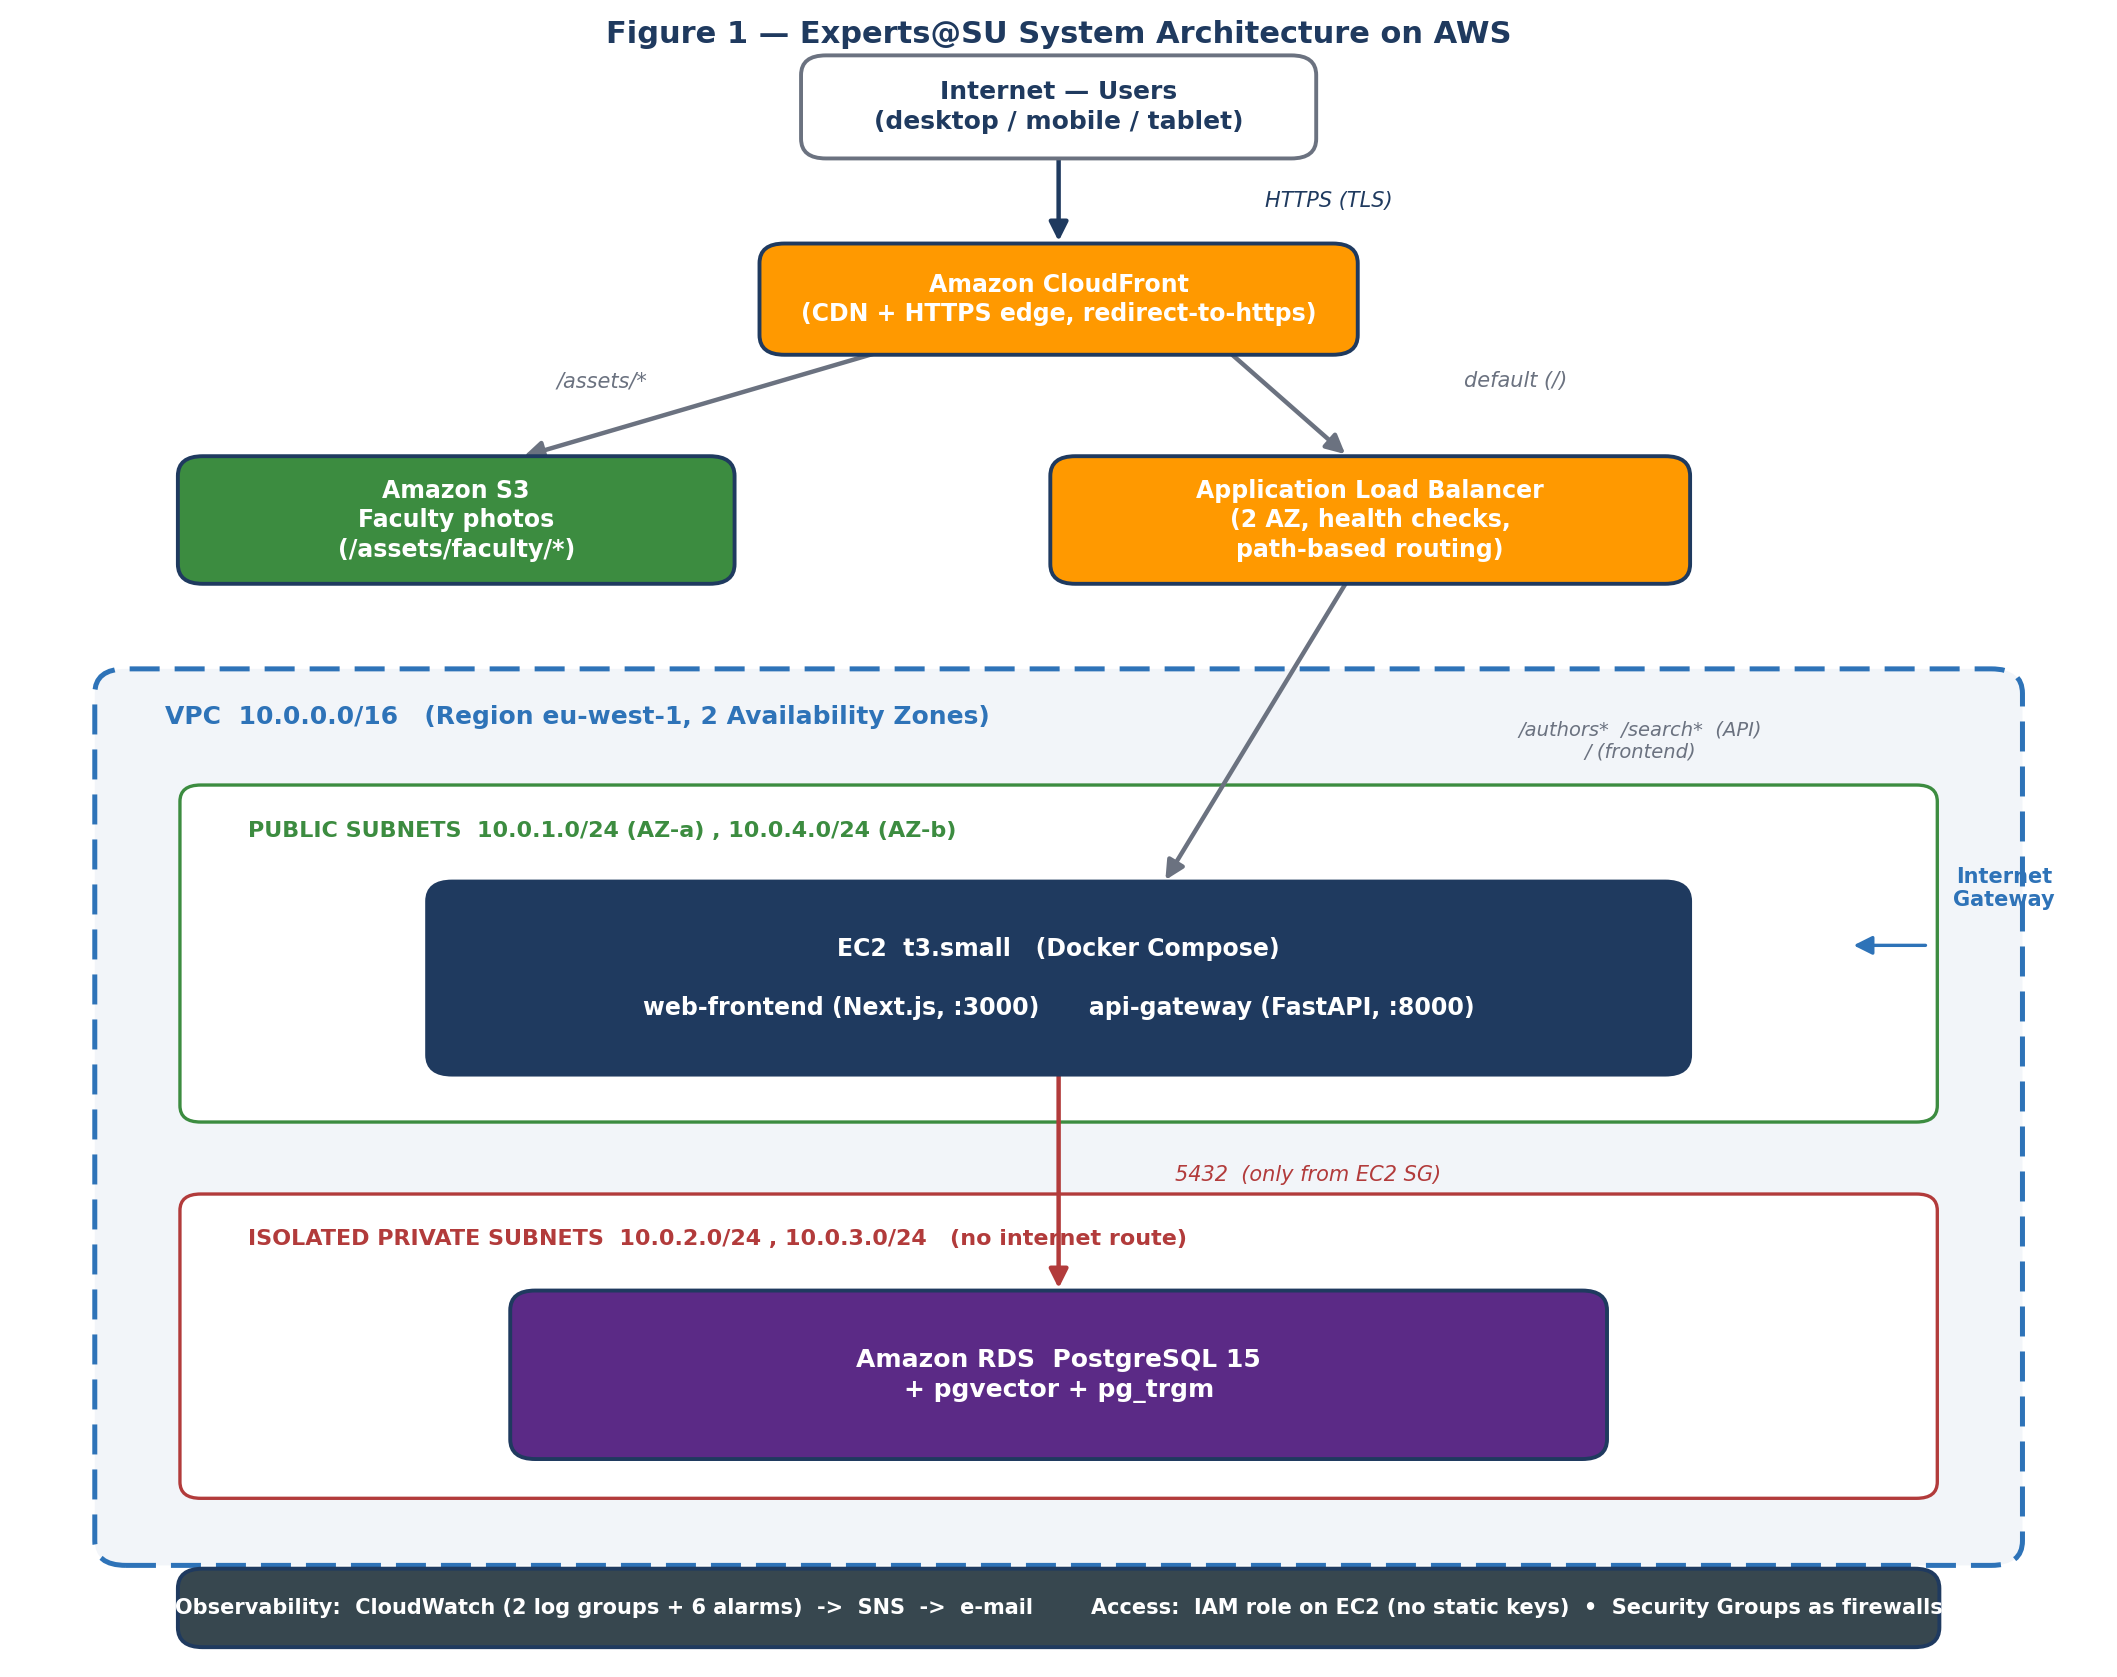 Figure 1 — Experts@SU System Architecture on AWS
Internet — Users
(desktop / mobile / tablet)
HTTPS (TLS)
Amazon CloudFront
(CDN + HTTPS edge, redirect-to-https)
/assets/*
default (/)
Amazon S3
Faculty photos
(/assets/faculty/*)
Application Load Balancer
(2 AZ, health checks,
path-based routing)
VPC  10.0.0.0/16   (Region eu-west-1, 2 Availability Zones)
/authors*  /search*  (API)
/ (frontend)
PUBLIC SUBNETS  10.0.1.0/24 (AZ-a) , 10.0.4.0/24 (AZ-b)
Internet
Gateway
EC2  t3.small   (Docker Compose)
web-frontend (Next.js, :3000)      api-gateway (FastAPI, :8000)
5432  (only from EC2 SG)
ISOLATED PRIVATE SUBNETS  10.0.2.0/24 , 10.0.3.0/24   (no internet route)
Amazon RDS  PostgreSQL 15
+ pgvector + pg_trgm
Observability:  CloudWatch (2 log groups + 6 alarms)  ->  SNS  ->  e-mail        Access:  IAM role on EC2 (no static keys)  •  Security Groups as firewalls